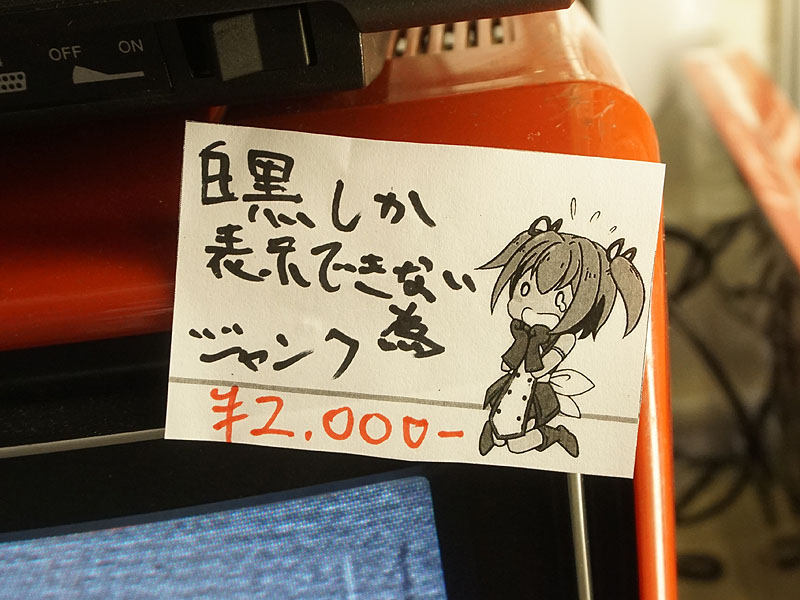 OFF ON
白黒しか
表示できない
為
ジャンク
¥2.000-